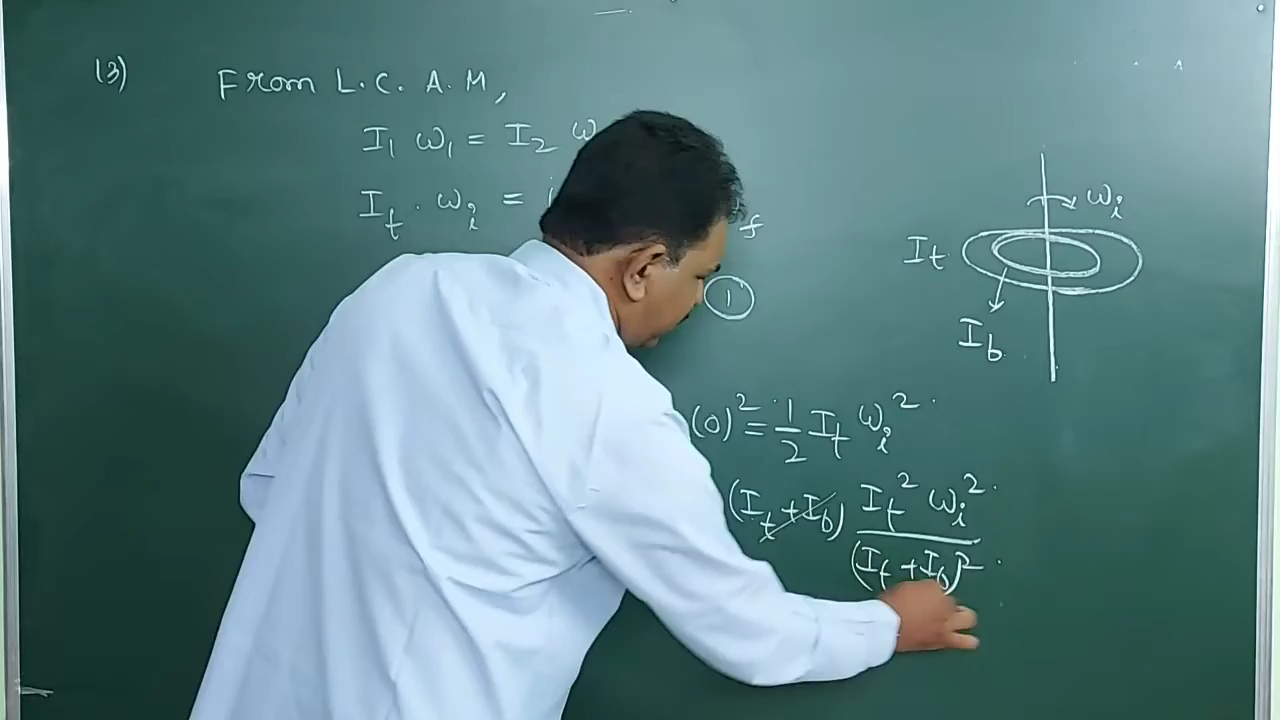 (3) From L.C. A.M,
I₁ ω₁ = I₂ ω
Iₜ . ωᵢ =
f
①
ωᵢ
Iₜ
I_b
(0)² = 1/2 Iₜ ωᵢ²
(Iₜ + I_b) Iₜ² ωᵢ²
(Iₜ + I_b)²